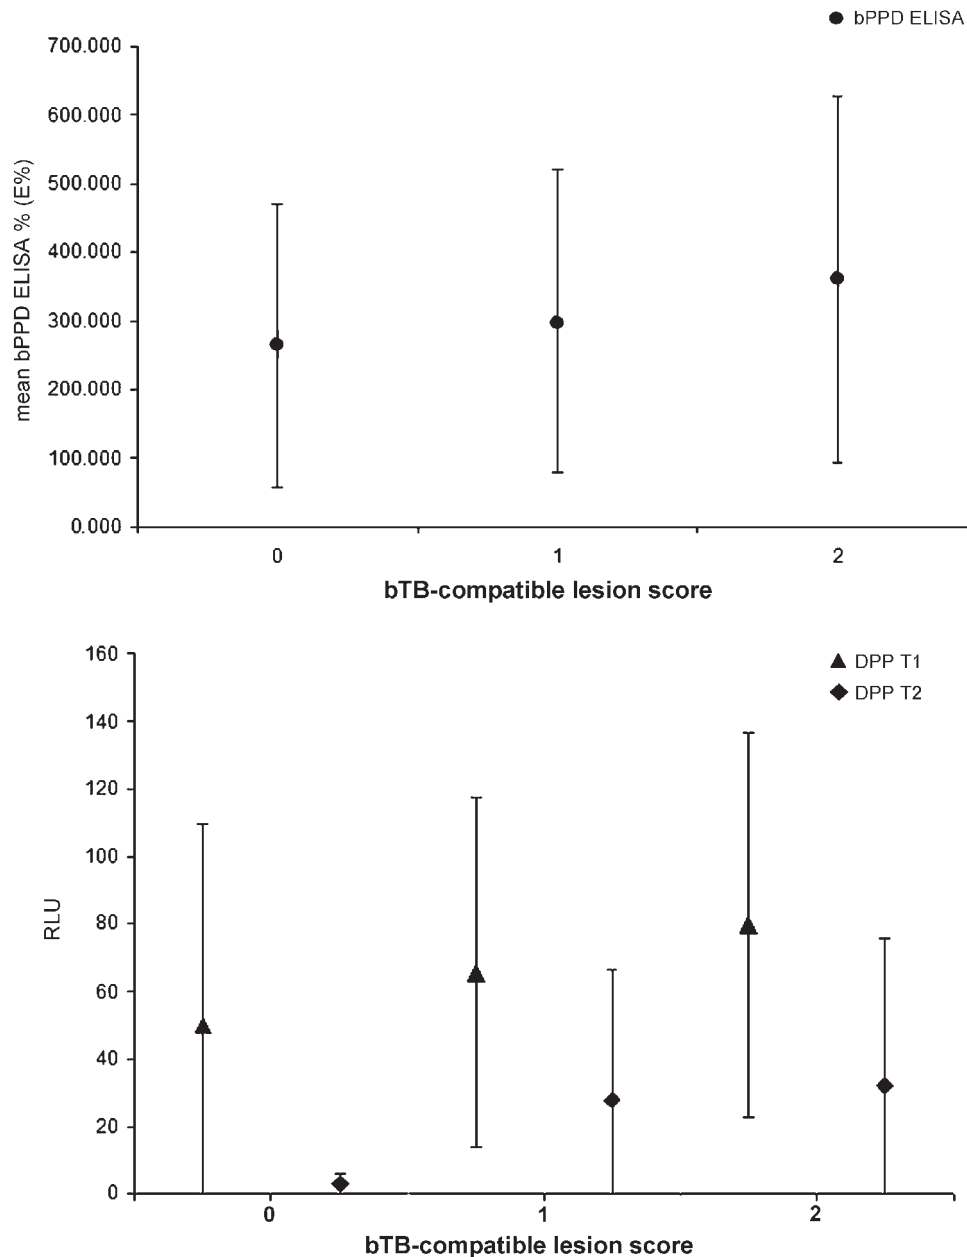 bPPD ELISA
700.000
600.000
500.000
400.000
300.000
200.000
100.000
0.000
mean bPPD ELISA % (E%)
0 1 2
bTB-compatible lesion score
DPP T1
DPP T2
160
140
120
100
80
60
40
20
0
RLU
0 1 2
bTB-compatible lesion score